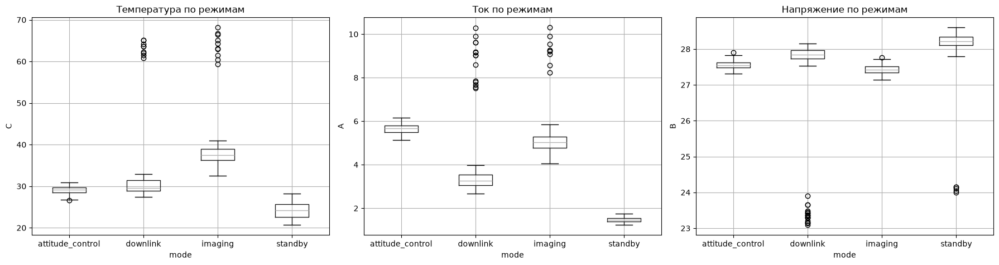 Температура по режимам
C
70
60
50
40
30
20
attitude_control downlink imaging standby
mode
Ток по режимам
А
10
8
6
4
2
attitude_control downlink imaging standby
mode
Напряжение по режимам
В
28
27
26
25
24
23
attitude_control downlink imaging standby
mode